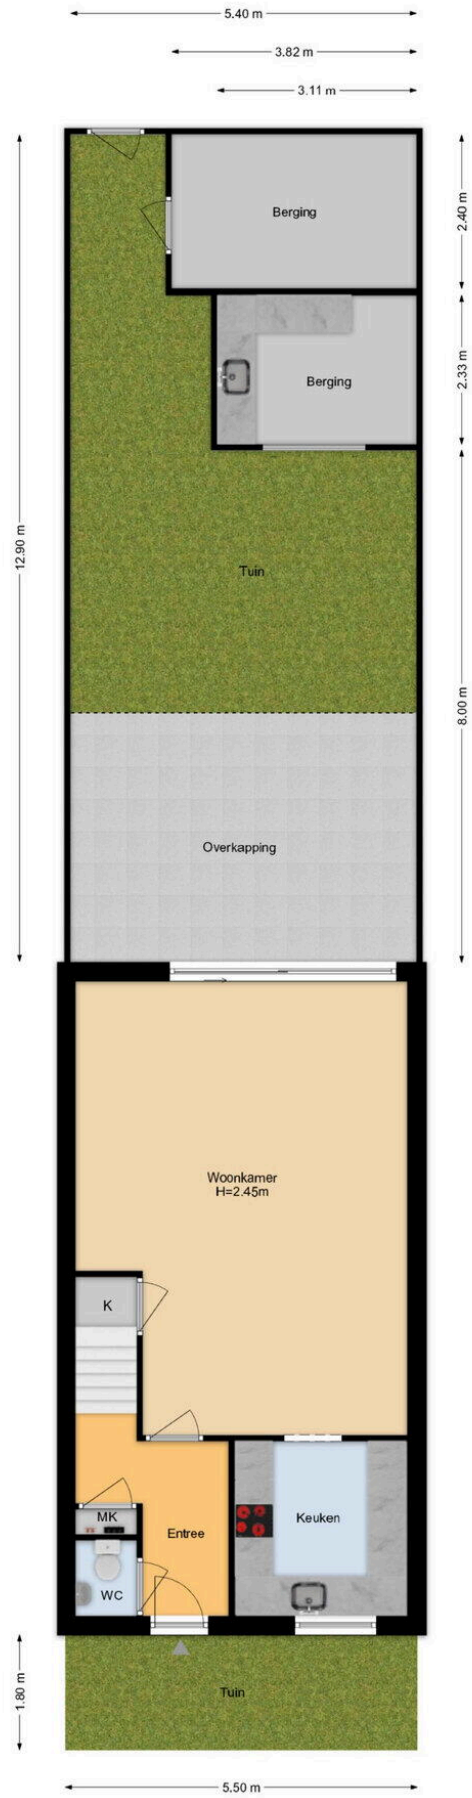 5.40 m
3.82 m
3.11 m
Berging
2.40 m
Berging
2.33 m
12.90 m
Tuin
8.00 m
Overkapping
Woonkamer
H=2.45m
K
MK
Keuken
Entree
WC
1.80 m
Tuin
5.50 m